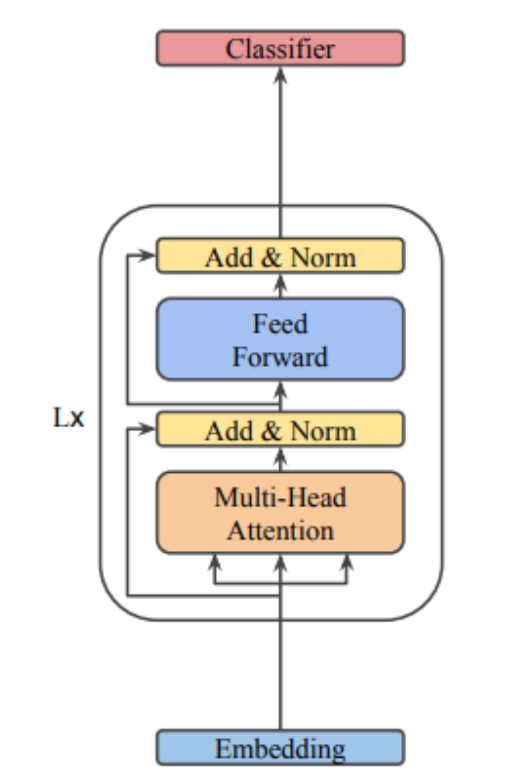 Classifier
Add & Norm
Feed
Forward
Lx
Add & Norm
Multi-Head
Attention
Embedding